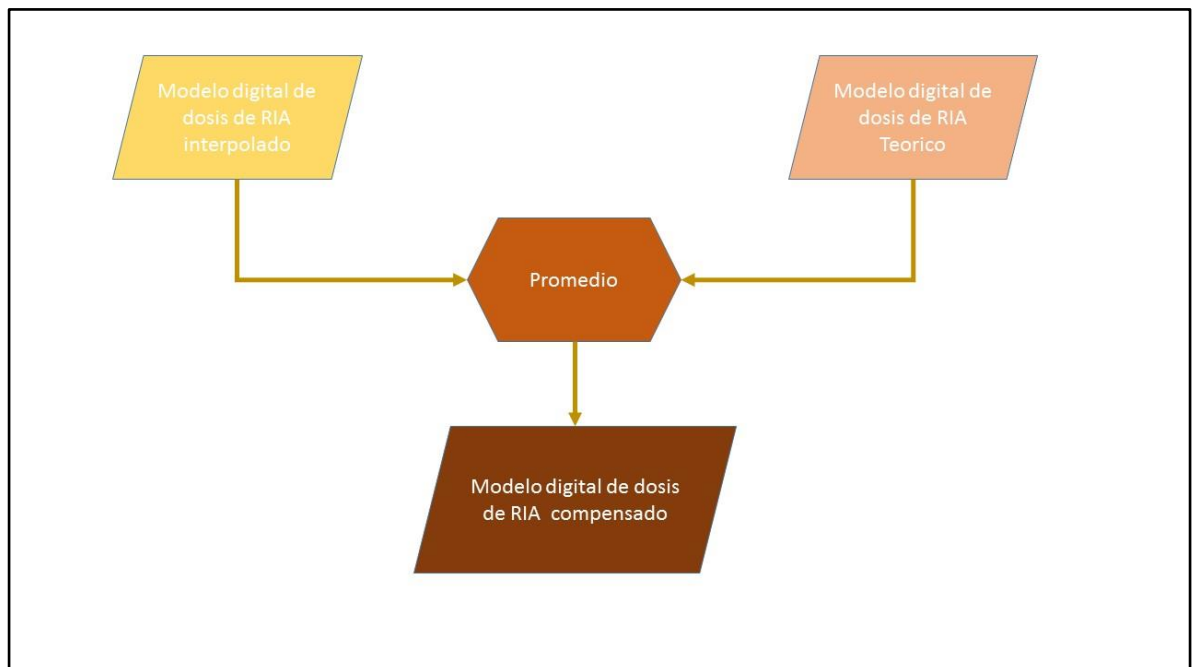 Modelo digital de
dosis de RIA
interpolado
Modelo digital de
dosis de RIA
Teorico
Promedio
Modelo digital de dosis
de RIA compensado